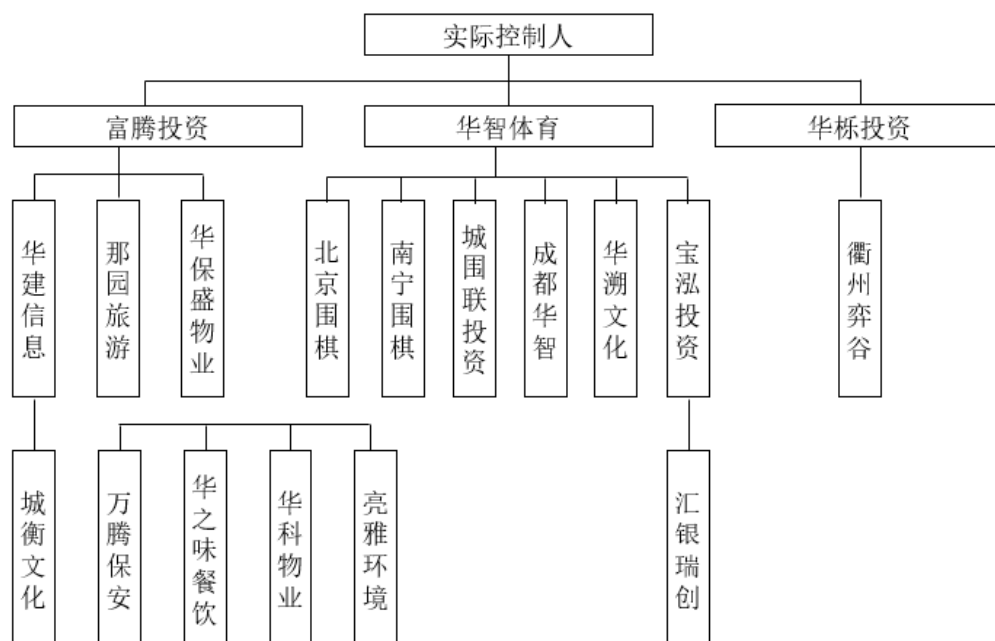 实际控制人
富腾投资
华智体育
华栎投资
华建信息
那园旅游
华保盛物业
北京围棋
南宁围棋
城围联投资
成都华智
华溯文化
宝泓投资
衢州弈谷
城衡文化
万腾保安
华之味餐饮
华科物业
亮雅环境
汇银瑞创